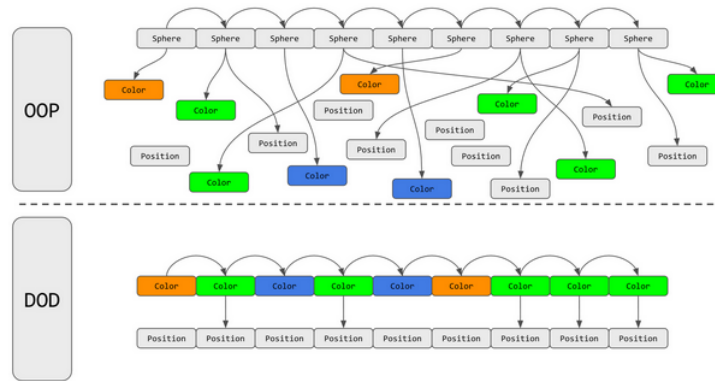 OOP
Sphere Sphere Sphere Sphere Sphere Sphere Sphere Sphere Sphere
Color Color Color
Color Color
Position Position
Position
Position Position
Position Position Position
Color
Color Color
Color Position
DOD
Color Color Color Color Color Color Color Color Color
Position Position Position Position Position Position Position Position Position